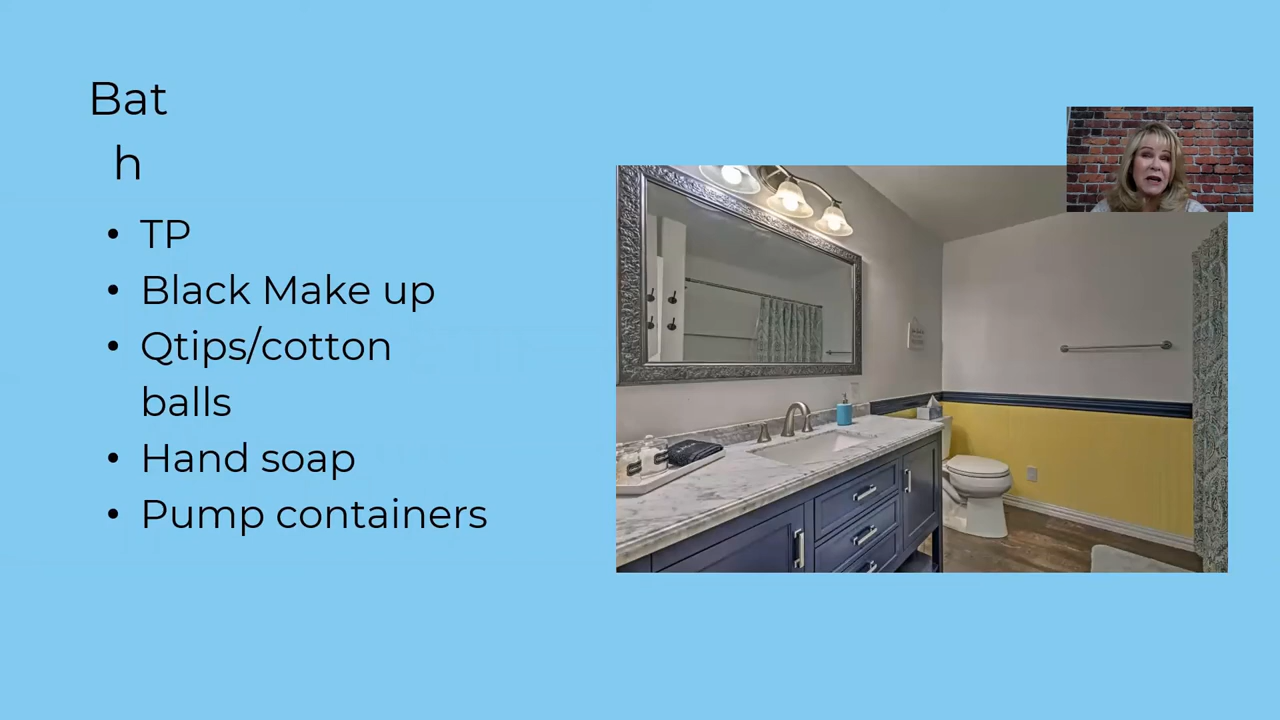 Bat
h
• TP
• Black Make up
• Qtips/cotton
balls
• Hand soap
• Pump containers